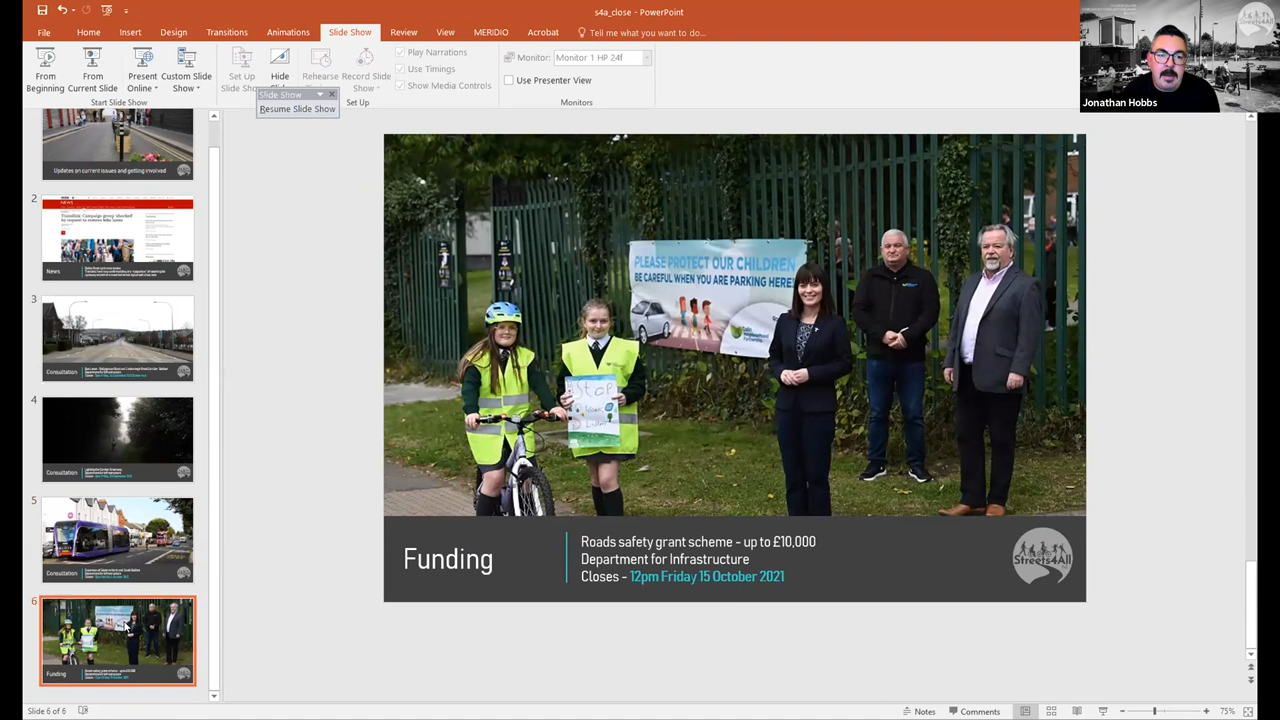 s4a_close - PowerPoint
File Home Insert Design Transitions Animations Slide Show Review View MERIDIO Acrobat Tell me what you want to do...
From Beginning
From Current Slide
Present Online
Custom Slide Show
Start Slide Show
Set Up
Hide
Rehearse
Record Slide Show
Play Narrations
Use Timings
Show Media Controls
Set Up
Monitor: Monitor 1 HP 24f
Use Presenter View
Monitors
Slide Show
Resume Slide Show
Jonathan Hobbs
Updates on current issues and getting involved
2
News
3
Consultation
4
Consultation
5
Consultation
6
Funding
PLEASE PROTECT OUR CHILDREN
BE CAREFUL WHEN YOU ARE PARKING HERE!
Stop
Look
Listen
Funding
Roads safety grant scheme - up to £10,000
Department for Infrastructure
Closes - 12pm Friday 15 October 2021
Streets4All
Slide 6 of 6
Notes
Comments
75%